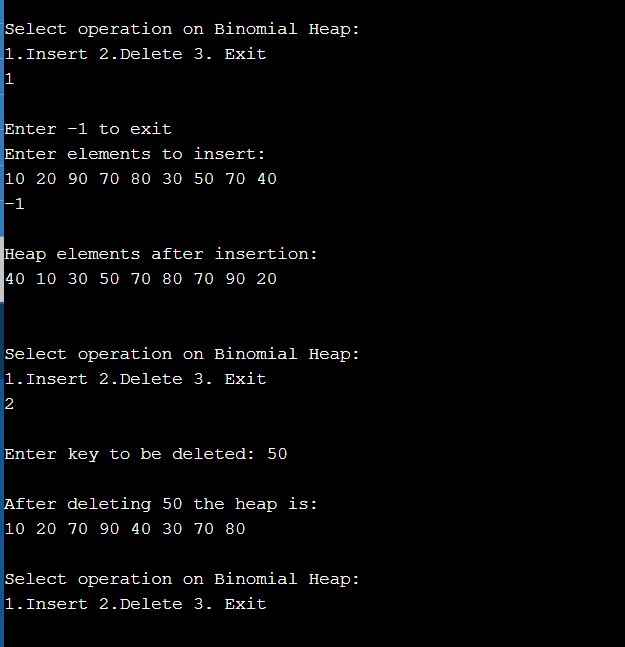 Select operation on Binomial Heap:
1.Insert 2.Delete 3. Exit
1
Enter -1 to exit
Enter elements to insert:
10 20 90 70 80 30 50 70 40
-1
Heap elements after insertion:
40 10 30 50 70 80 70 90 20
Select operation on Binomial Heap:
1.Insert 2.Delete 3. Exit
2
Enter key to be deleted: 50
After deleting 50 the heap is:
10 20 70 90 40 30 70 80
Select operation on Binomial Heap:
1.Insert 2.Delete 3. Exit